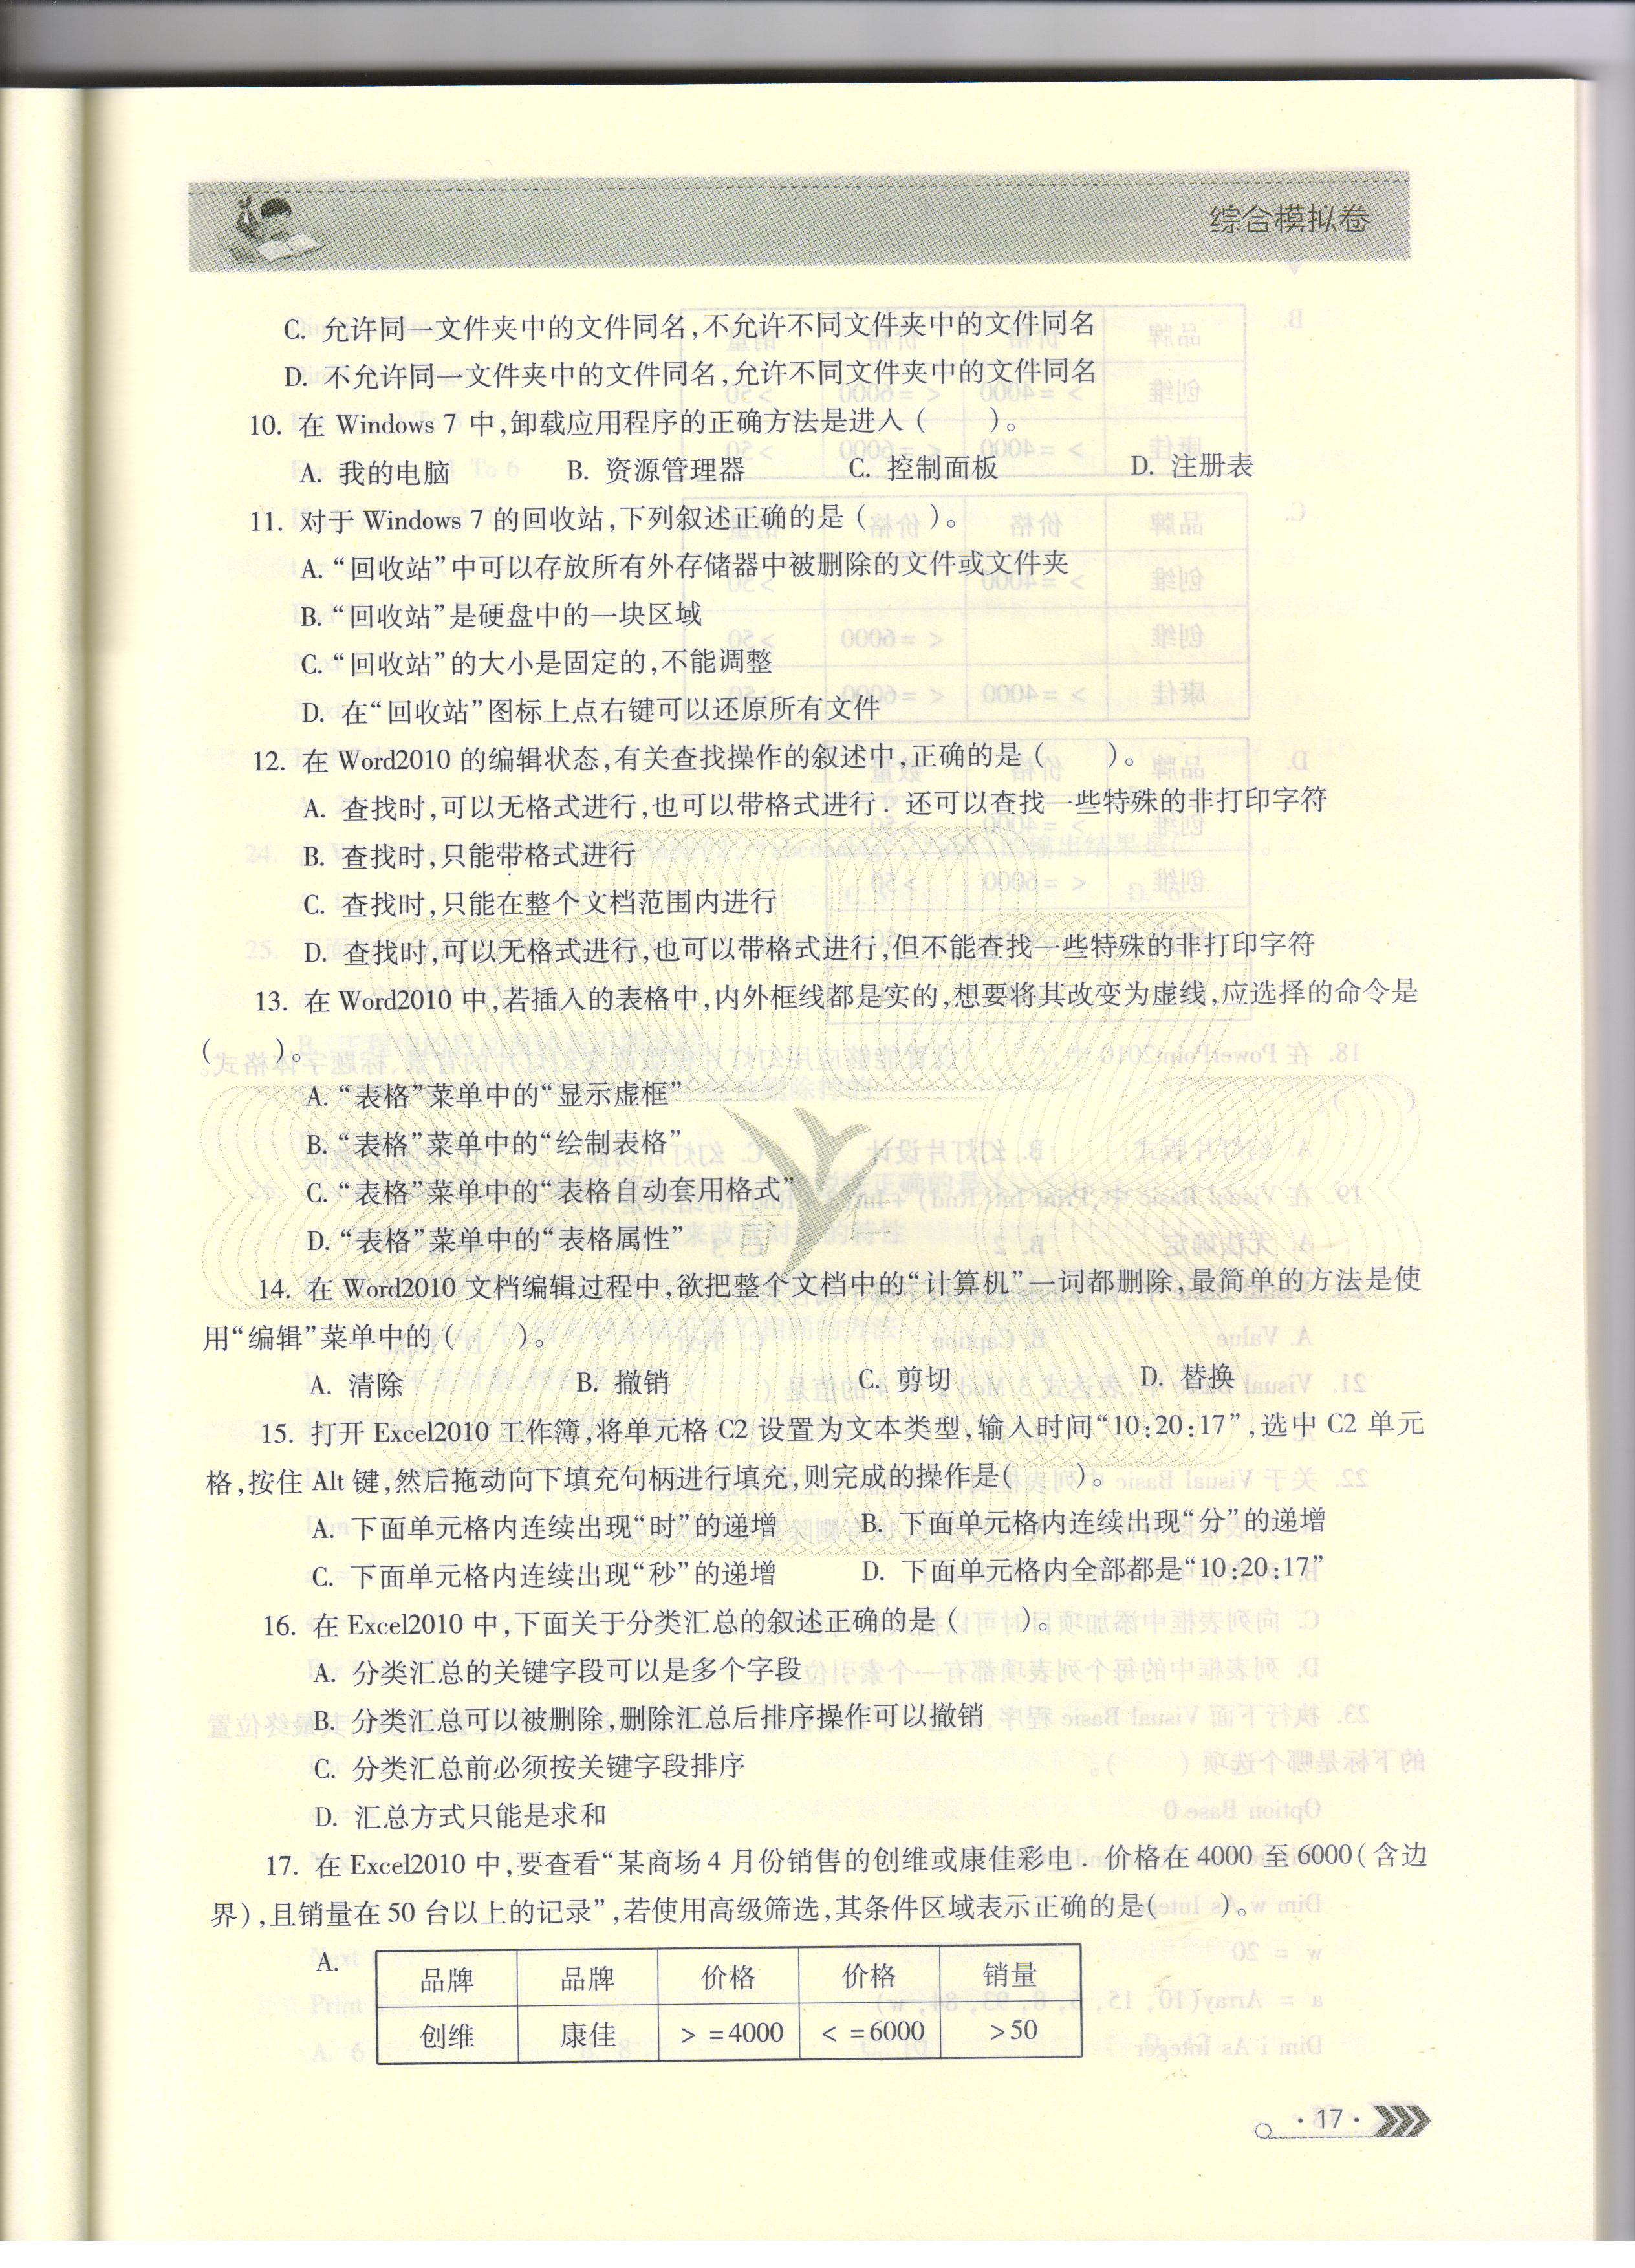 综合模拟卷
C. 允许同一文件夹中的文件同名,不允许不同文件夹中的文件同名
D. 不允许同一文件夹中的文件同名,允许不同文件夹中的文件同名
10. 在 Windows 7 中,卸载应用程序的正确方法是进入(　　)。
A. 我的电脑　　B. 资源管理器　　C. 控制面板　　D. 注册表
11. 对于 Windows 7 的回收站,下列叙述正确的是(　　)。
A.“回收站”中可以存放所有外存储器中被删除的文件或文件夹
B.“回收站”是硬盘中的一块区域
C.“回收站”的大小是固定的,不能调整
D. 在“回收站”图标上点右键可以还原所有文件
12. 在 Word2010 的编辑状态,有关查找操作的叙述中,正确的是(　　)。
A. 查找时,可以无格式进行,也可以带格式进行. 还可以查找一些特殊的非打印字符
B. 查找时,只能带格式进行
C. 查找时,只能在整个文档范围内进行
D. 查找时,可以无格式进行,也可以带格式进行,但不能查找一些特殊的非打印字符
13. 在 Word2010 中,若插入的表格中,内外框线都是实的,想要将其改变为虚线,应选择的命令是
(　　)。
A.“表格”菜单中的“显示虚框”
B.“表格”菜单中的“绘制表格”
C.“表格”菜单中的“表格自动套用格式”
D.“表格”菜单中的“表格属性”
14. 在 Word2010 文档编辑过程中,欲把整个文档中的“计算机”一词都删除,最简单的方法是使
用“编辑”菜单中的(　　)。
A. 清除　　B. 撤销　　C. 剪切　　D. 替换
15. 打开 Excel2010 工作簿,将单元格 C2 设置为文本类型,输入时间“10:20:17”,选中 C2 单元
格,按住 Alt 键,然后拖动向下填充句柄进行填充,则完成的操作是(　　)。
A. 下面单元格内连续出现“时”的递增　　B. 下面单元格内连续出现“分”的递增
C. 下面单元格内连续出现“秒”的递增　　D. 下面单元格内全部都是“10:20:17”
16. 在 Excel2010 中,下面关于分类汇总的叙述正确的是(　　)。
A. 分类汇总的关键字段可以是多个字段
B. 分类汇总可以被删除,删除汇总后排序操作可以撤销
C. 分类汇总前必须按关键字段排序
D. 汇总方式只能是求和
17. 在 Excel2010 中,要查看“某商场 4 月份销售的创维或康佳彩电. 价格在 4000 至 6000(含边
界),且销量在 50 台以上的记录”,若使用高级筛选,其条件区域表示正确的是(　　)。
A.
品牌　品牌　价格　价格　销量
创维　康佳　> =4000　< =6000　>50
· 17 ·